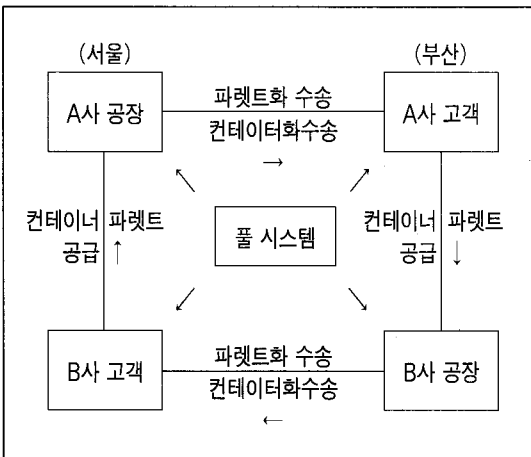 (서울)
(부산)
A사 공장
파렛트화 수송
컨테이터화수송
→
A사 고객
컨테이너 파렛트
공급 ↑
풀 시스템
컨테이너 파렛트
공급 ↓
B사 고객
파렛트화 수송
컨테이터화수송
←
B사 공장